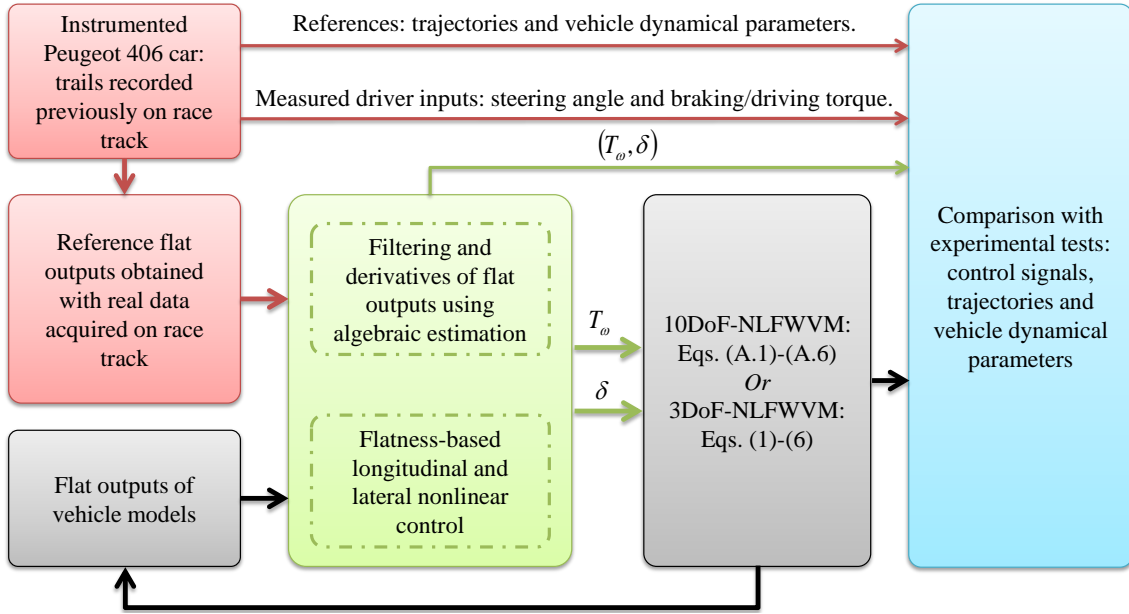 Instrumented
Peugeot 406 car:
trails recorded
previously on race
track
References: trajectories and vehicle dynamical parameters.
Measured driver inputs: steering angle and braking/driving torque.
(T_ω, δ)
Reference flat
outputs obtained
with real data
acquired on race
track
Filtering and
derivatives of flat
outputs using
algebraic estimation
T_ω
δ
Flatness-based
longitudinal and
lateral nonlinear
control
Flat outputs of
vehicle models
10DoF-NLFWVM:
Eqs. (A.1)-(A.6)
Or
3DoF-NLFWVM:
Eqs. (1)-(6)
Comparison with
experimental tests:
control signals,
trajectories and
vehicle dynamical
parameters